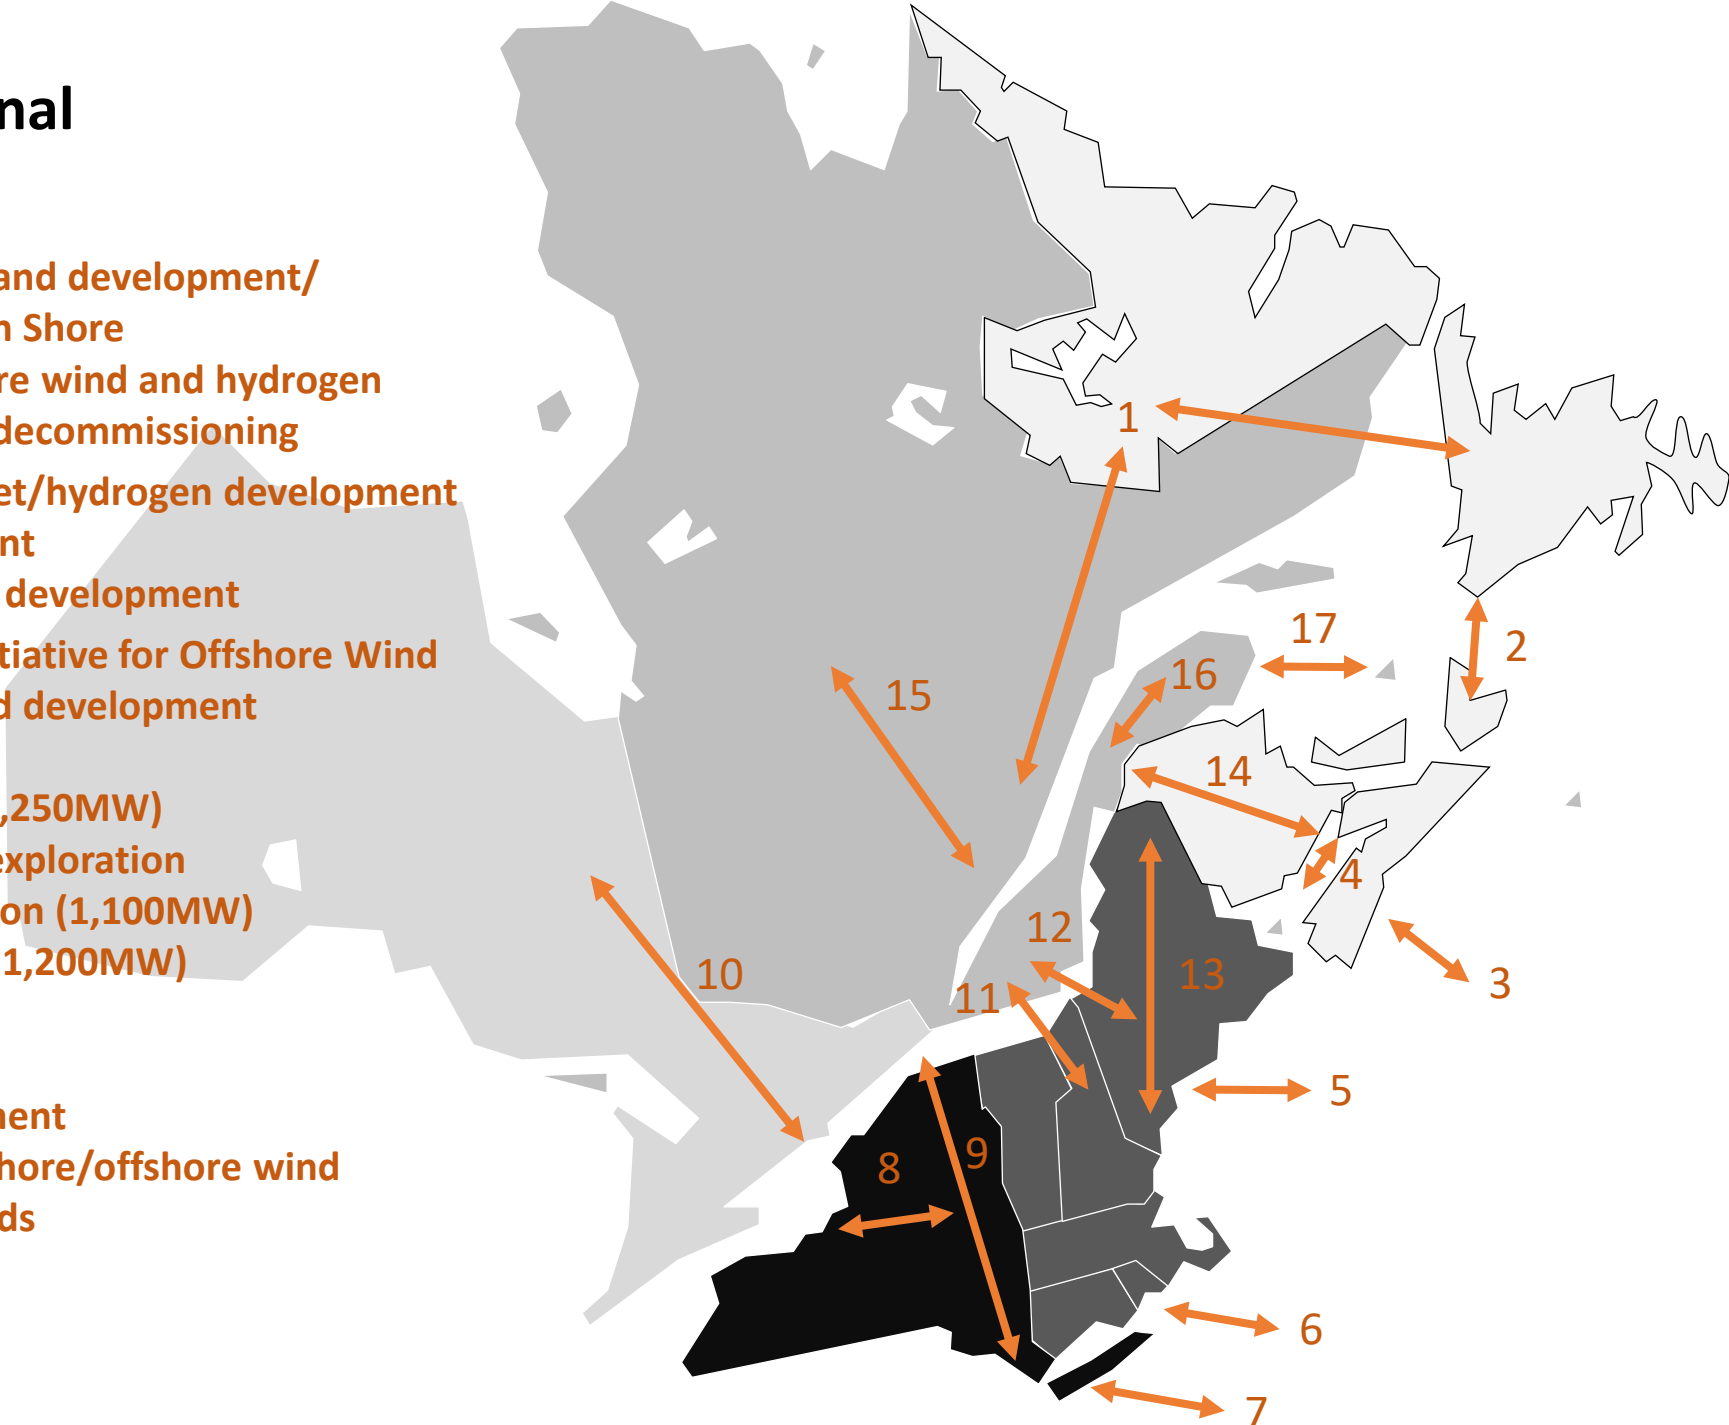 nal
and development/
n Shore
re wind and hydrogen
decommissioning
et/hydrogen development
nt
development
tiative for Offshore Wind
d development
,250MW)
exploration
on (1,100MW)
1,200MW)
nent
hore/offshore wind
ds
1
2
17
16
15
14
4
12
13
10
11
3
5
9
8
6
7